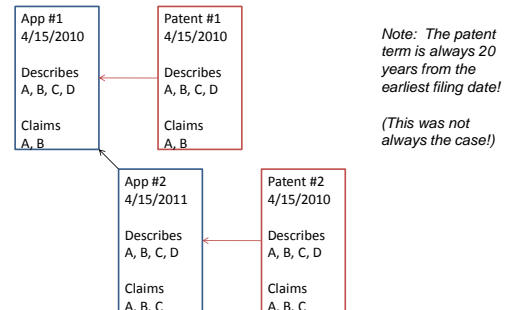 App #1
4/15/2010
Describes
A, B, C, D
Claims
A, B
Patent #1
4/15/2010
Describes
A, B, C, D
Claims
A, B
Note: The patent
term is always 20
years from the
earliest filing date!
(This was not
always the case!)
App #2
4/15/2011
Describes
A, B, C, D
Claims
A, B, C
Patent #2
4/15/2010
Describes
A, B, C, D
Claims
A, B, C